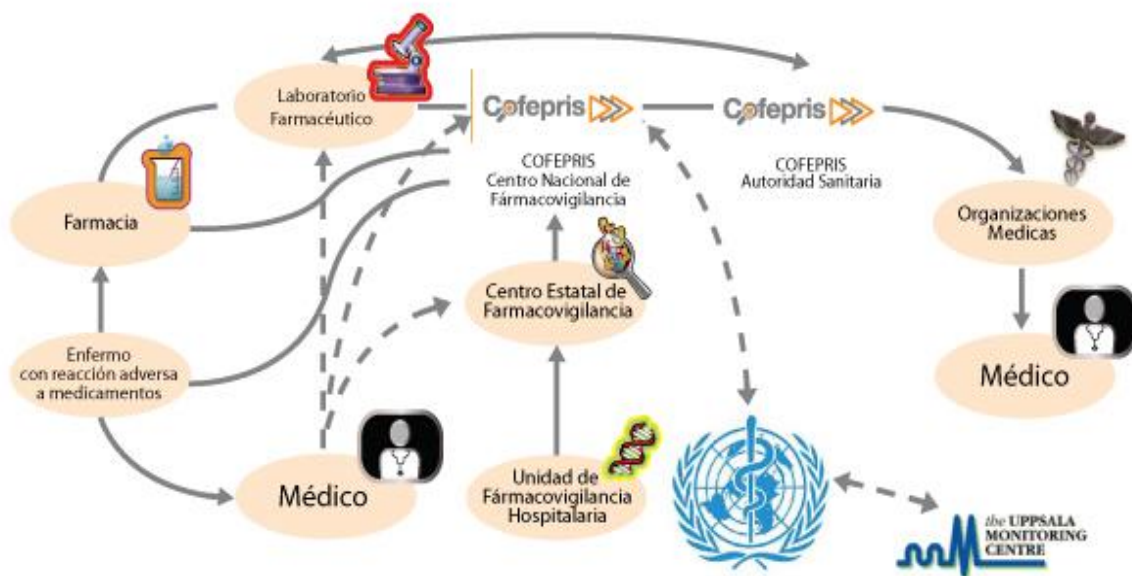 Laboratorio
Farmacéutico
Cofepris
Cofepris
COFEPRIS
Centro Nacional de
Fármacovigilancia
COFEPRIS
Autoridad Sanitaria
Farmacia
Organizaciones
Medicas
Centro Estatal de
Farmacovigilancia
Enfermo
con reacción adversa
a medicamentos
Médico
Médico
Unidad de
Fármacovigilancia
Hospitalaria
the UPPSALA
MONITORING
CENTRE